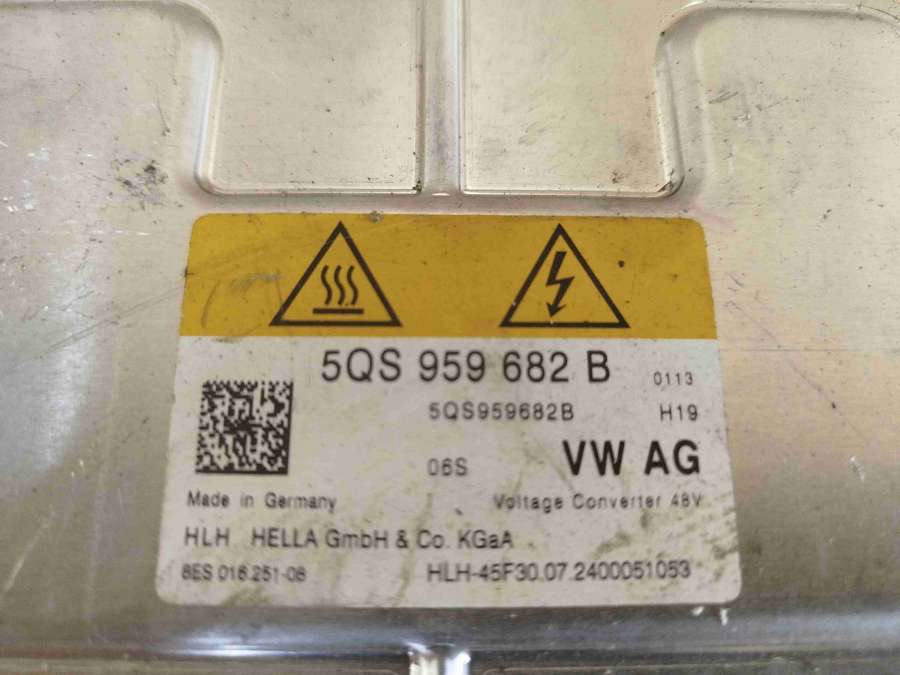 5QS 959 682 B 0113
5QS959682B H19
06S VW AG
Made in Germany Voltage Converter 48V
HLH HELLA GmbH & Co. KGaA
8ES 016.251-08 HLH-45F30.07.2400051053